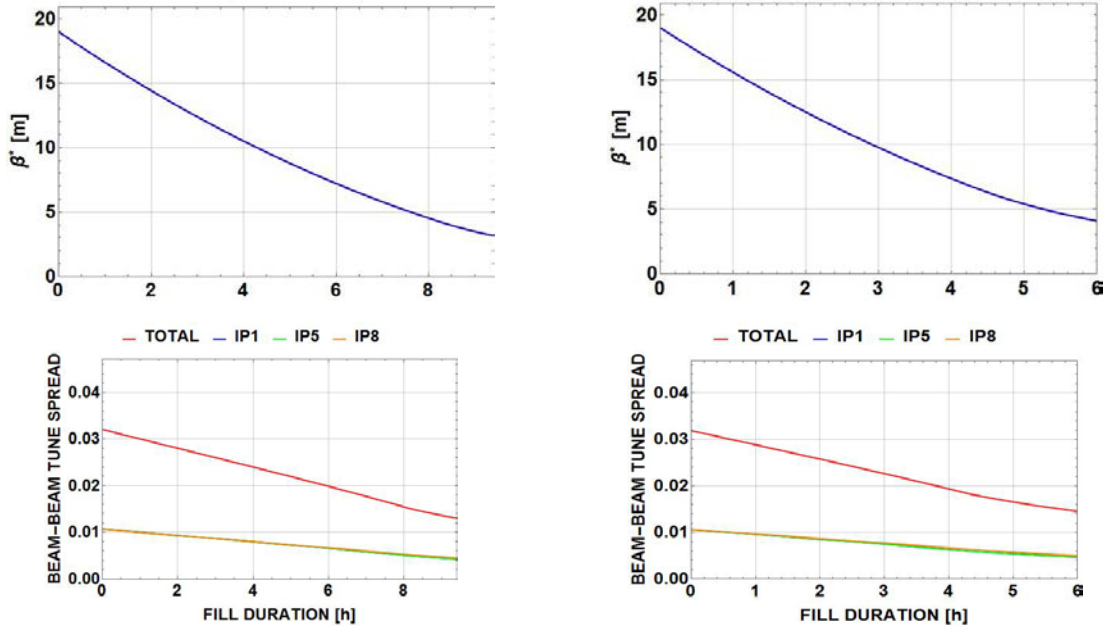 20
15
10
5
0
β* [m]
0 2 4 6 8
20
15
10
5
0
β* [m]
0 1 2 3 4 5 6
TOTAL IP1 IP5 IP8
0.04
0.03
0.02
0.01
0.00
BEAM-BEAM TUNE SPREAD
0 2 4 6 8
FILL DURATION [h]
TOTAL IP1 IP5 IP8
0.04
0.03
0.02
0.01
0.00
BEAM-BEAM TUNE SPREAD
0 1 2 3 4 5 6
FILL DURATION [h]